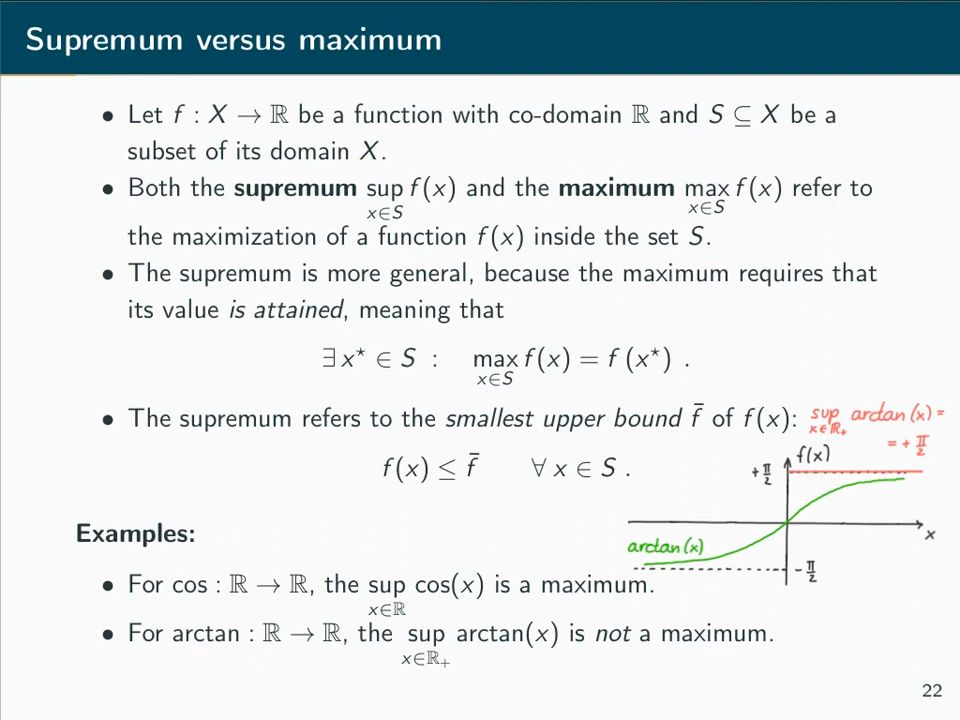 Supremum versus maximum
• Let f : X → ℝ be a function with co-domain ℝ and S ⊆ X be a
subset of its domain X.
• Both the supremum sup f(x) and the maximum max f(x) refer to
x∈S x∈S
the maximization of a function f(x) inside the set S.
• The supremum is more general, because the maximum requires that
its value is attained, meaning that
∃ x⋆ ∈ S : max f(x) = f (x⋆) .
x∈S
• The supremum refers to the smallest upper bound f̄ of f(x):
sup arctan(x) =
x∈ℝ+
= + π/2
f(x) ≤ f̄ ∀ x ∈ S .
f(x)
+π/2
x
arctan(x)
-π/2
Examples:
• For cos : ℝ → ℝ, the sup cos(x) is a maximum.
x∈ℝ
• For arctan : ℝ → ℝ, the sup arctan(x) is not a maximum.
x∈ℝ+
22